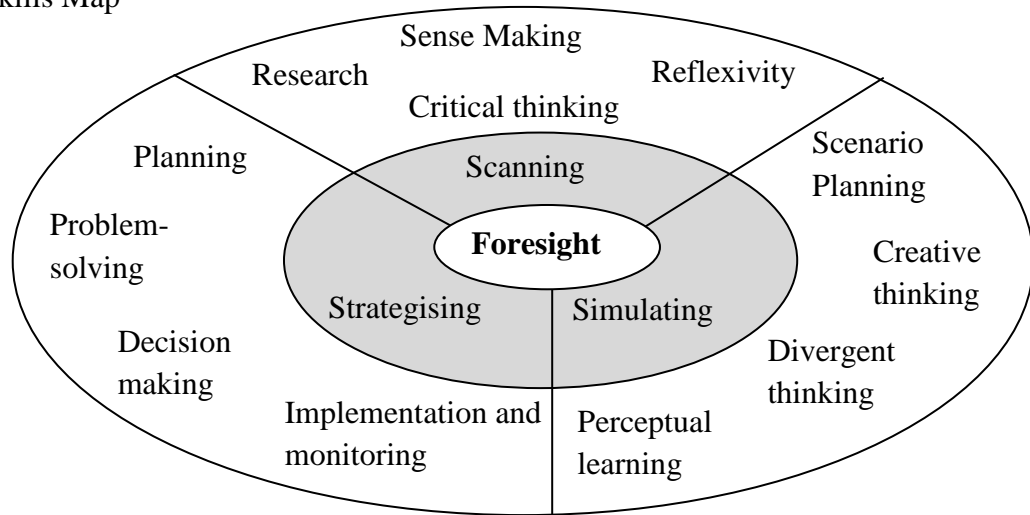 Map
Sense Making
Research
Reflexivity
Critical thinking
Scanning
Planning
Scenario
Planning
Problem-
solving
Foresight
Creative
thinking
Strategising
Simulating
Decision
making
Divergent
thinking
Implementation and
monitoring
Perceptual
learning